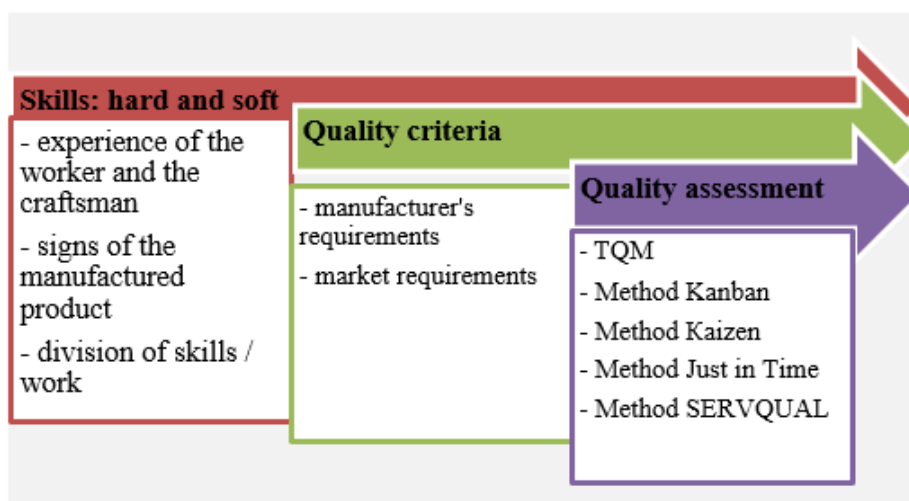 Skills: hard and soft
- experience of the
worker and the
craftsman
- signs of the
manufactured
product
- division of skills /
work
Quality criteria
- manufacturer's
requirements
- market requirements
Quality assessment
- TQM
- Method Kanban
- Method Kaizen
- Method Just in Time
- Method SERVQUAL